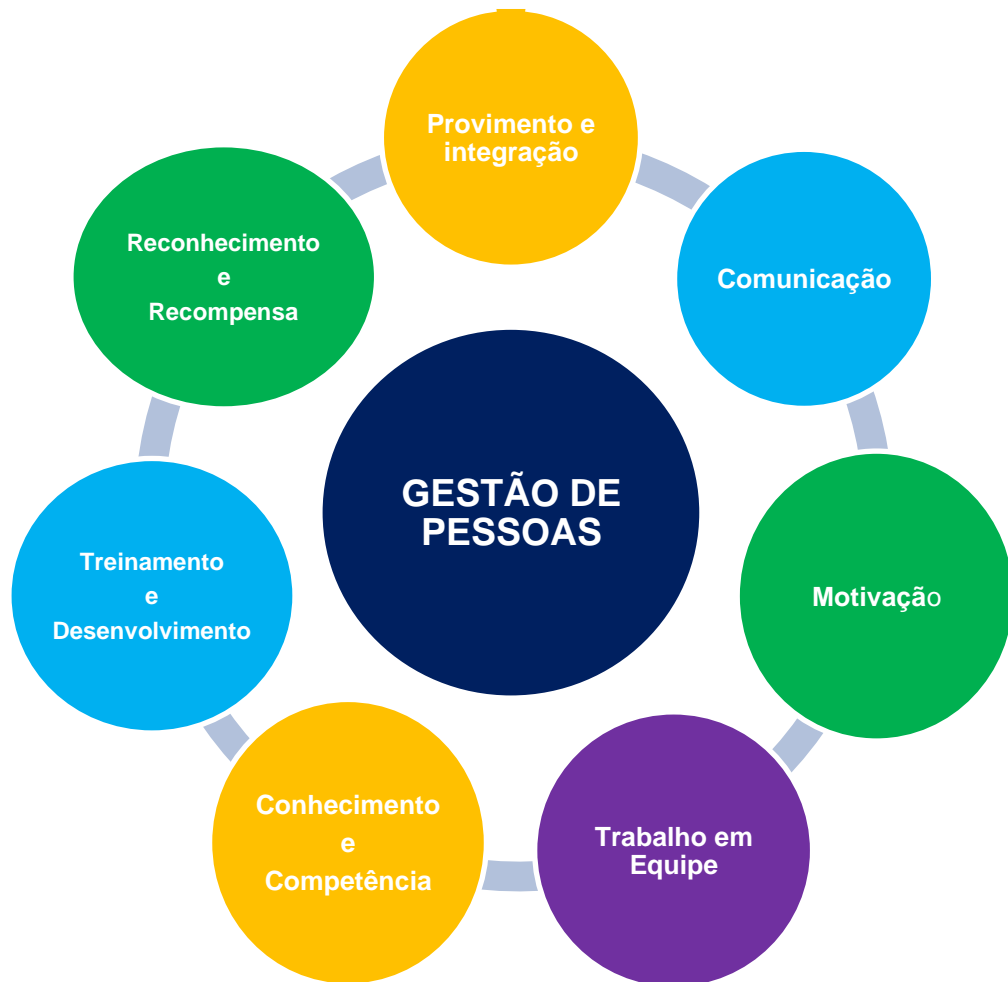 Provimento e
integração
Comunicação
Motivação
Trabalho em
Equipe
Conhecimento
e
Competência
Treinamento
e
Desenvolvimento
Reconhecimento
e
Recompensa
GESTÃO DE
PESSOAS